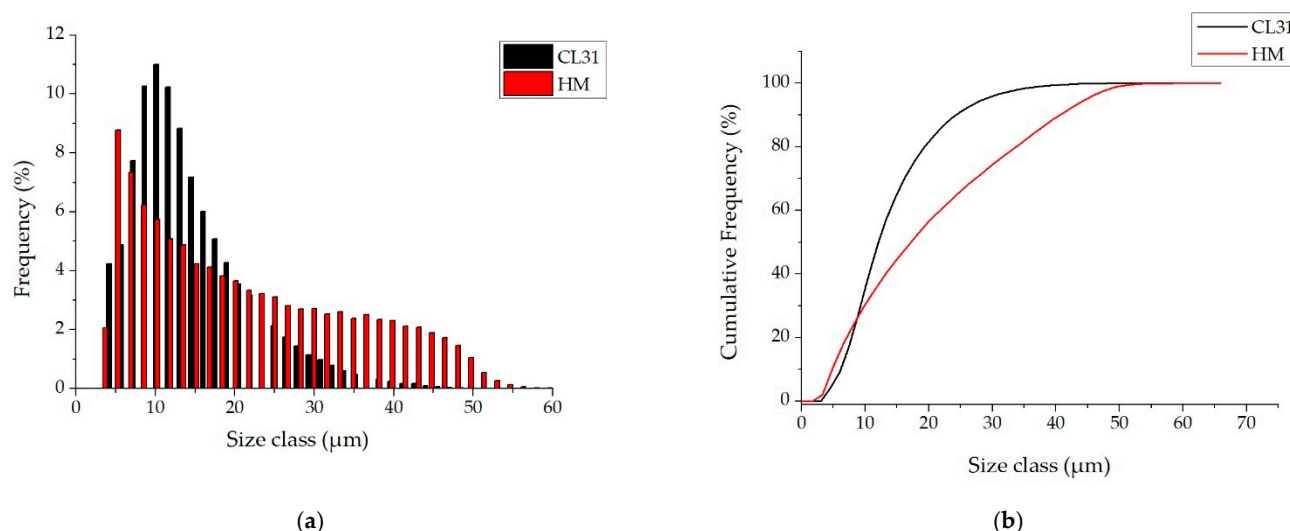 12
10
8
6
4
2
0
Frequency (%)
CL31
HM
0 10 20 30 40 50 60
Size class (μm)
(a)
CL31
HM
100
80
60
40
20
0
Cumulative Frequency (%)
0 10 20 30 40 50 60 70
Size class (μm)
(b)